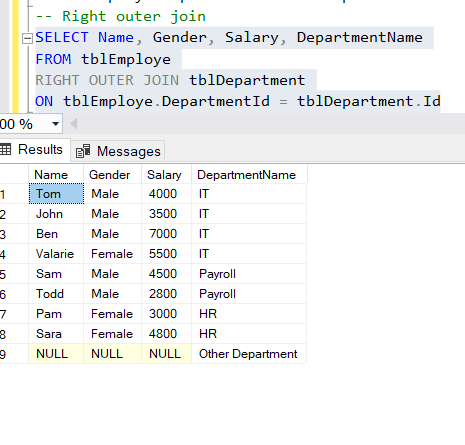 -- Right outer join
SELECT Name, Gender, Salary, DepartmentName
FROM tblEmploye
RIGHT OUTER JOIN tblDepartment
ON tblEmploye.DepartmentId = tblDepartment.Id
00 %
Results Messages
Name Gender Salary DepartmentName
1 Tom Male 4000 IT
2 John Male 3500 IT
3 Ben Male 7000 IT
4 Valarie Female 5500 IT
5 Sam Male 4500 Payroll
6 Todd Male 2800 Payroll
7 Pam Female 3000 HR
8 Sara Female 4800 HR
9 NULL NULL NULL Other Department